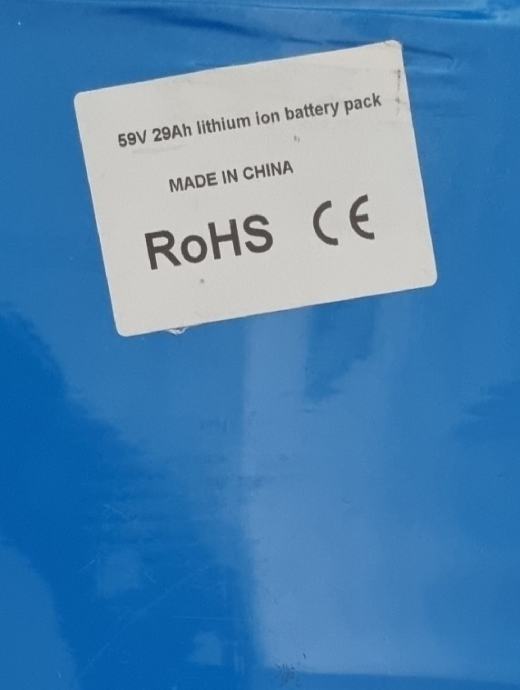 59V 29Ah lithium ion battery pack
MADE IN CHINA
RoHS CE